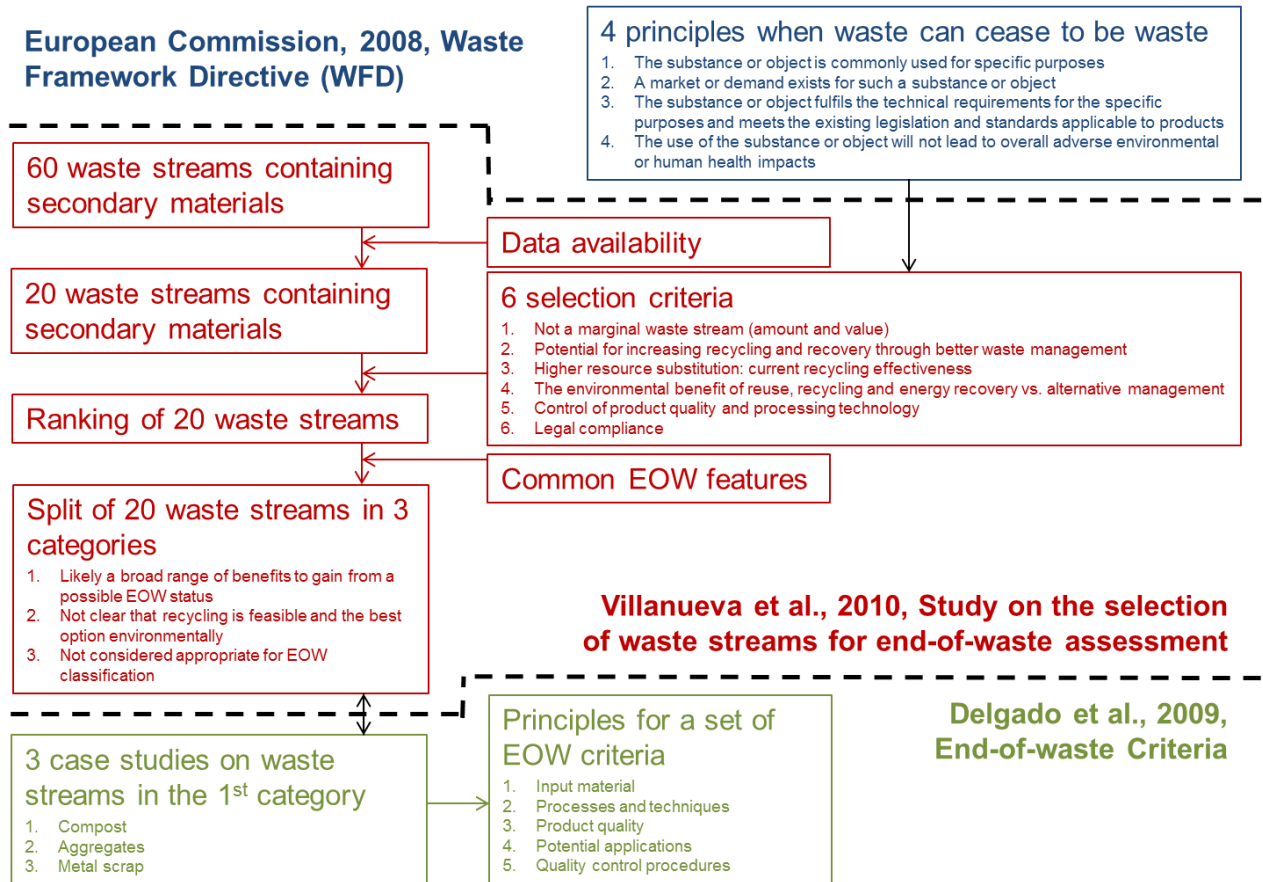 European Commission, 2008, Waste
Framework Directive (WFD)
4 principles when waste can cease to be waste
1. The substance or object is commonly used for specific purposes
2. A market or demand exists for such a substance or object
3. The substance or object fulfils the technical requirements for the specific
purposes and meets the existing legislation and standards applicable to products
4. The use of the substance or object will not lead to overall adverse environmental
or human health impacts
60 waste streams containing
secondary materials
Data availability
20 waste streams containing
secondary materials
6 selection criteria
1. Not a marginal waste stream (amount and value)
2. Potential for increasing recycling and recovery through better waste management
3. Higher resource substitution: current recycling effectiveness
4. The environmental benefit of reuse, recycling and energy recovery vs. alternative management
5. Control of product quality and processing technology
6. Legal compliance
Ranking of 20 waste streams
Common EOW features
Split of 20 waste streams in 3
categories
1. Likely a broad range of benefits to gain from a
possible EOW status
2. Not clear that recycling is feasible and the best
option environmentally
3. Not considered appropriate for EOW
classification
Villanueva et al., 2010, Study on the selection
of waste streams for end-of-waste assessment
3 case studies on waste
streams in the 1st category
1. Compost
2. Aggregates
3. Metal scrap
Principles for a set of
EOW criteria
1. Input material
2. Processes and techniques
3. Product quality
4. Potential applications
5. Quality control procedures
Delgado et al., 2009,
End-of-waste Criteria